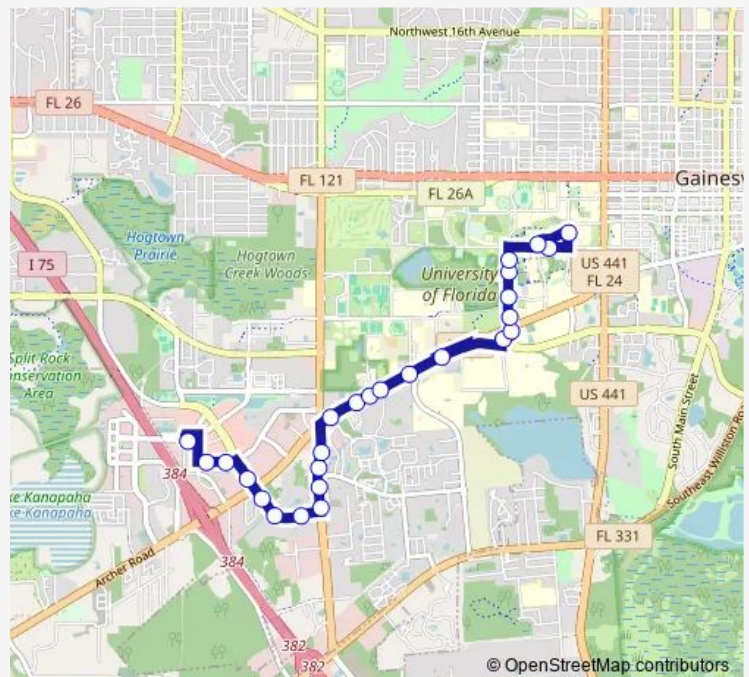 Northwest 16th Avenue
FL 26
FL 121
FL 26A
Gainesv
Hogtown
Prairie
Hogtown
Creek Woods
I 75
University
of Florida
US 441
FL 24
Split Rock
nservation
Area
US 441
South Main Street
Southeast Williston Ro
384
ke-Kanapaha
ke-Kanapaha
Archer Road
FL 331
384
382
382
© OpenStreetMap contributors